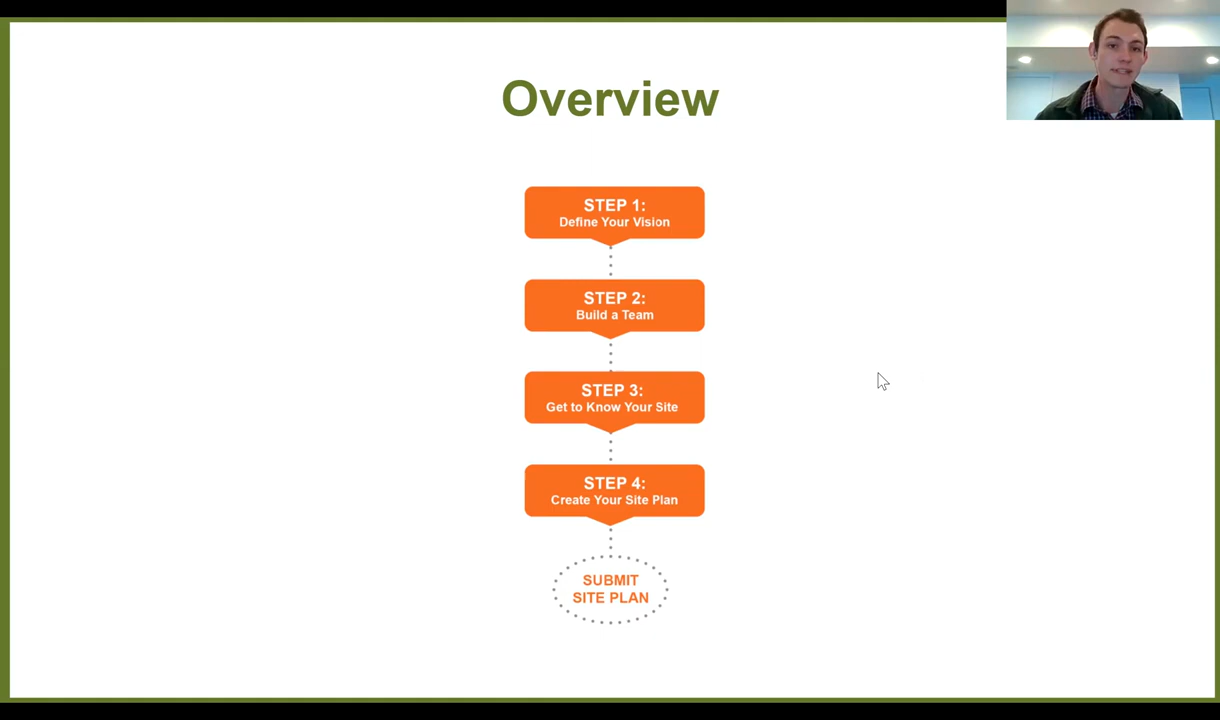 Overview
STEP 1:
Define Your Vision
STEP 2:
Build a Team
STEP 3:
Get to Know Your Site
STEP 4:
Create Your Site Plan
SUBMIT
SITE PLAN